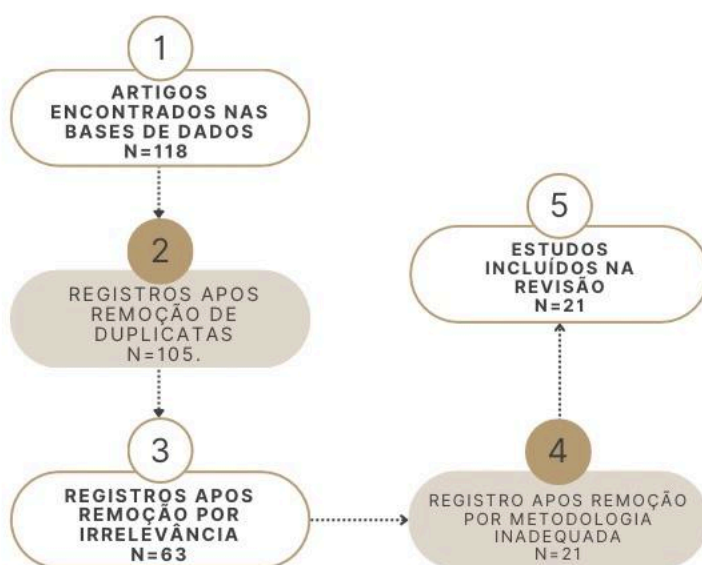 1
ARTIGOS
ENCONTRADOS NAS
BASES DE DADOS
N=118
2
REGISTROS APOS
REMOÇÃO DE
DUPLICATAS
N=105.
3
REGISTROS APOS
REMOÇÃO POR
IRRELEVÂNCIA
N=63
4
REGISTRO APOS REMOÇÃO
POR METODOLOGIA
INADEQUADA
N=21
5
ESTUDOS
INCLUÍDOS NA
REVISÃO
N=21